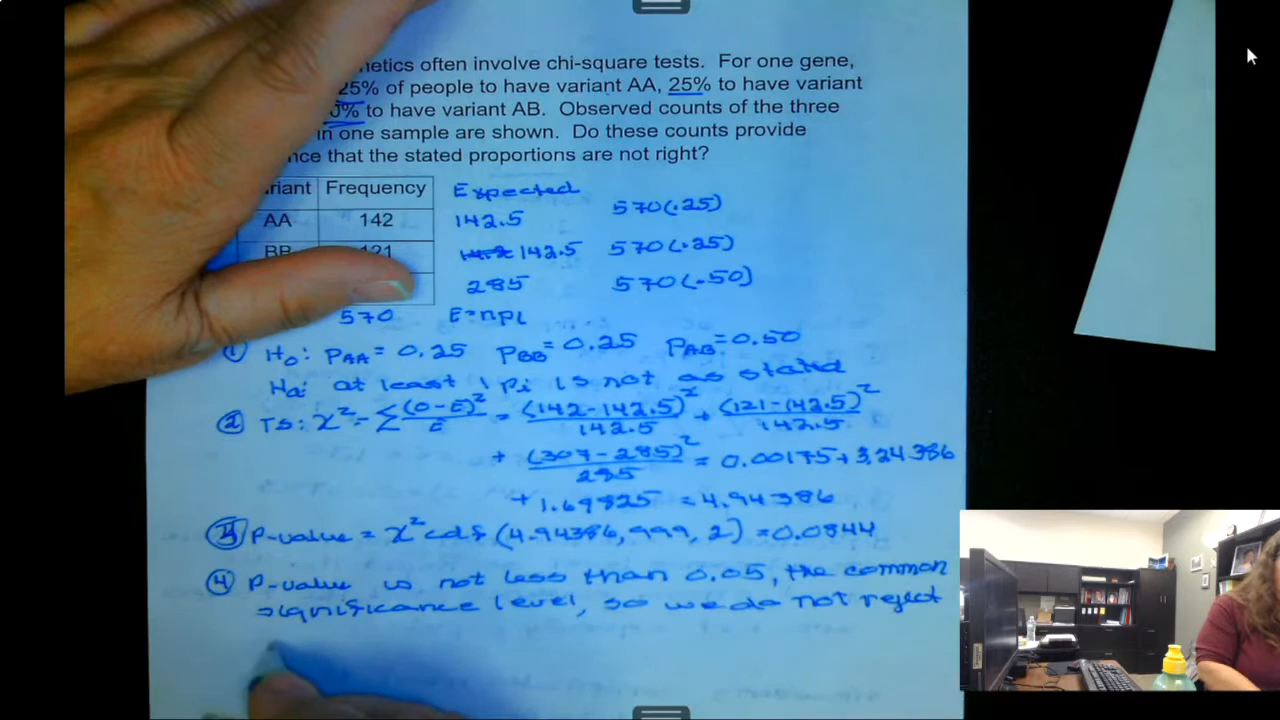 netics often involve chi-square tests. For one gene,
25% of people to have variant AA, 25% to have variant
0% to have variant AB. Observed counts of the three
in one sample are shown. Do these counts provide
nce that the stated proportions are not right?
riant Frequency Expected
AA 142 142.5 570(.25)
BB 121 142.5 570(.25)
285 570(.50)
570 E=npi
① H₀: pAA = 0.25 pBB = 0.25 pAB = 0.50
Ha: at least 1 pi is not as stated
② TS: χ² = Σ (O-E)²/E = (142-142.5)²/142.5 + (121-142.5)²/142.5
+ (307-285)²/285 = 0.00175 + 3.24386
+ 1.69825 = 4.94386
③ P-value = χ²cdf (4.94386, 999, 2) = 0.0844
④ P-value is not less than 0.05, the common
significance level, so we do not reject